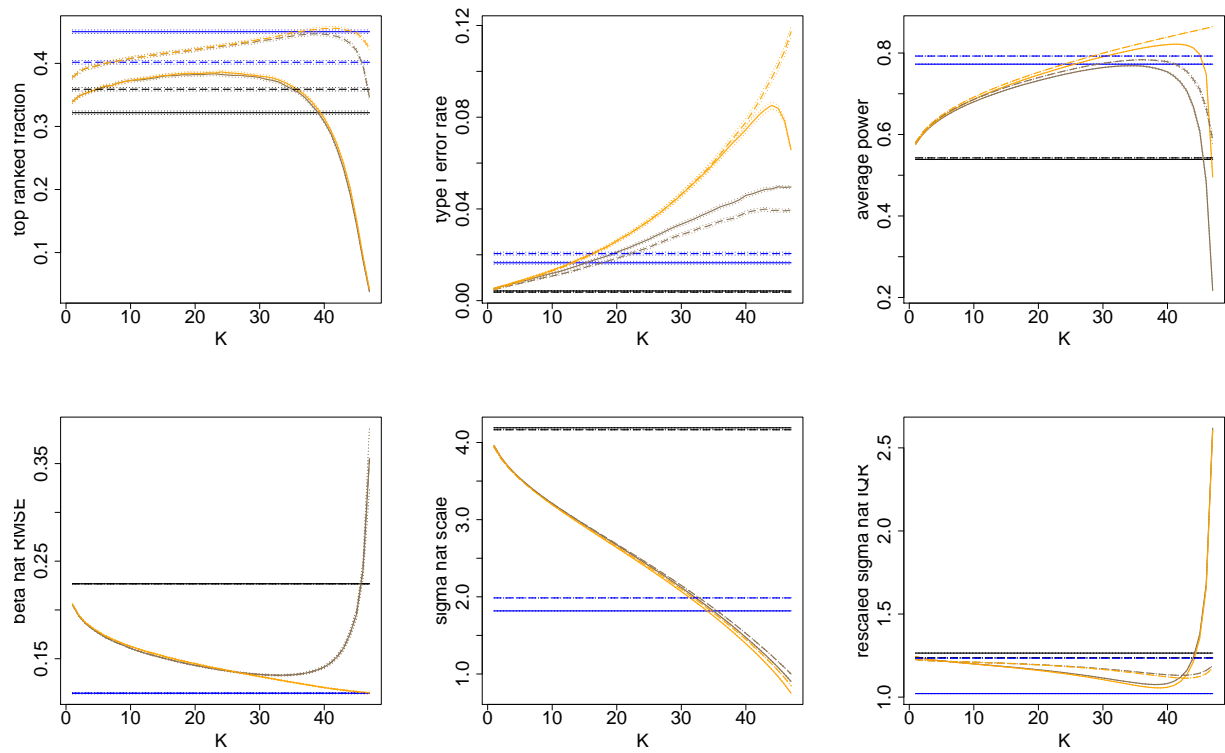 top ranked fraction
0.1
0.2
0.3
0.4
0 10 20 30 40
K
type I error rate
0.00
0.04
0.08
0.12
0 10 20 30 40
K
average power
0.2
0.4
0.6
0.8
0 10 20 30 40
K
beta hat RMSE
0.15
0.25
0.35
0 10 20 30 40
K
sigma hat scale
1.0
2.0
3.0
4.0
0 10 20 30 40
K
rescaled sigma hat IQR
1.0
1.5
2.0
2.5
0 10 20 30 40
K